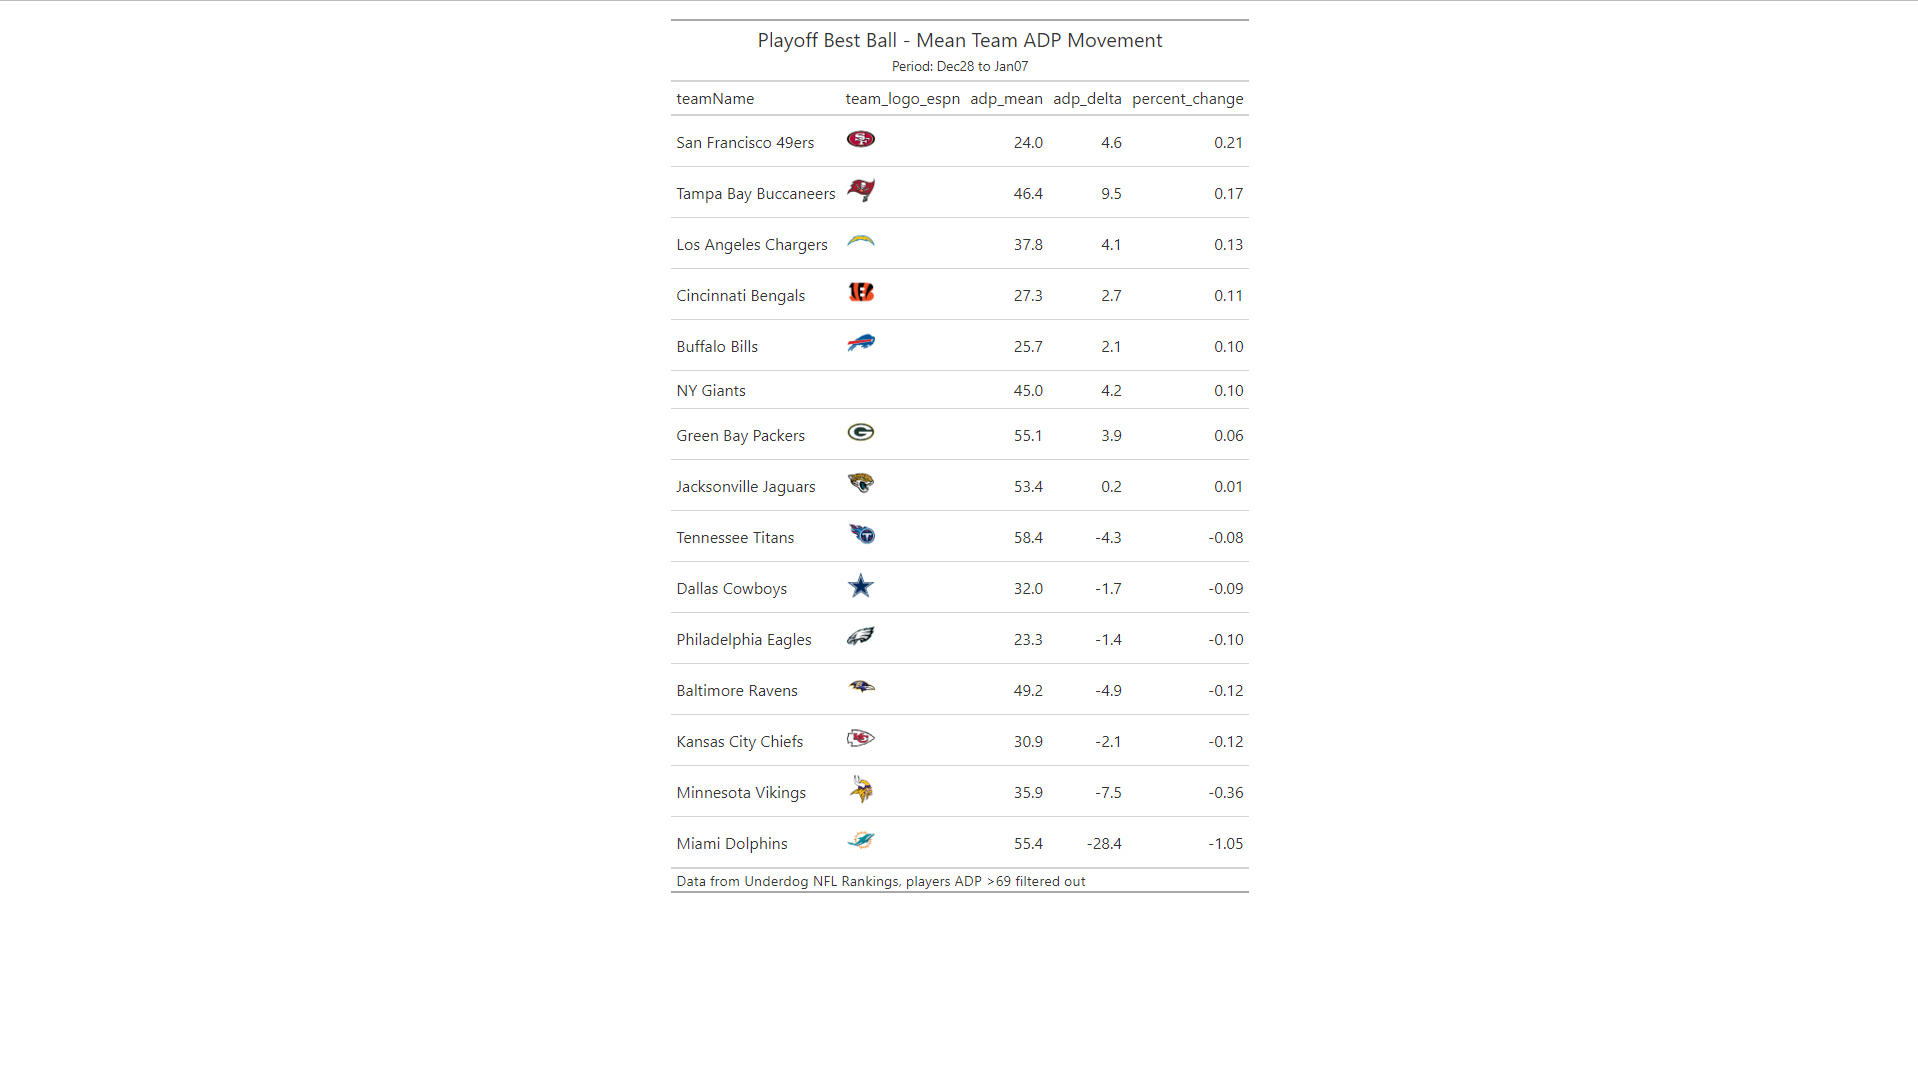 Playoff Best Ball - Mean Team ADP Movement
Period: Dec28 to Jan07
teamName team_logo_espn adp_mean adp_delta percent_change
San Francisco 49ers 24.0 4.6 0.21
Tampa Bay Buccaneers 46.4 9.5 0.17
Los Angeles Chargers 37.8 4.1 0.13
Cincinnati Bengals 27.3 2.7 0.11
Buffalo Bills 25.7 2.1 0.10
NY Giants 45.0 4.2 0.10
Green Bay Packers 55.1 3.9 0.06
Jacksonville Jaguars 53.4 0.2 0.01
Tennessee Titans 58.4 -4.3 -0.08
Dallas Cowboys 32.0 -1.7 -0.09
Philadelphia Eagles 23.3 -1.4 -0.10
Baltimore Ravens 49.2 -4.9 -0.12
Kansas City Chiefs 30.9 -2.1 -0.12
Minnesota Vikings 35.9 -7.5 -0.36
Miami Dolphins 55.4 -28.4 -1.05
Data from Underdog NFL Rankings, players ADP >69 filtered out